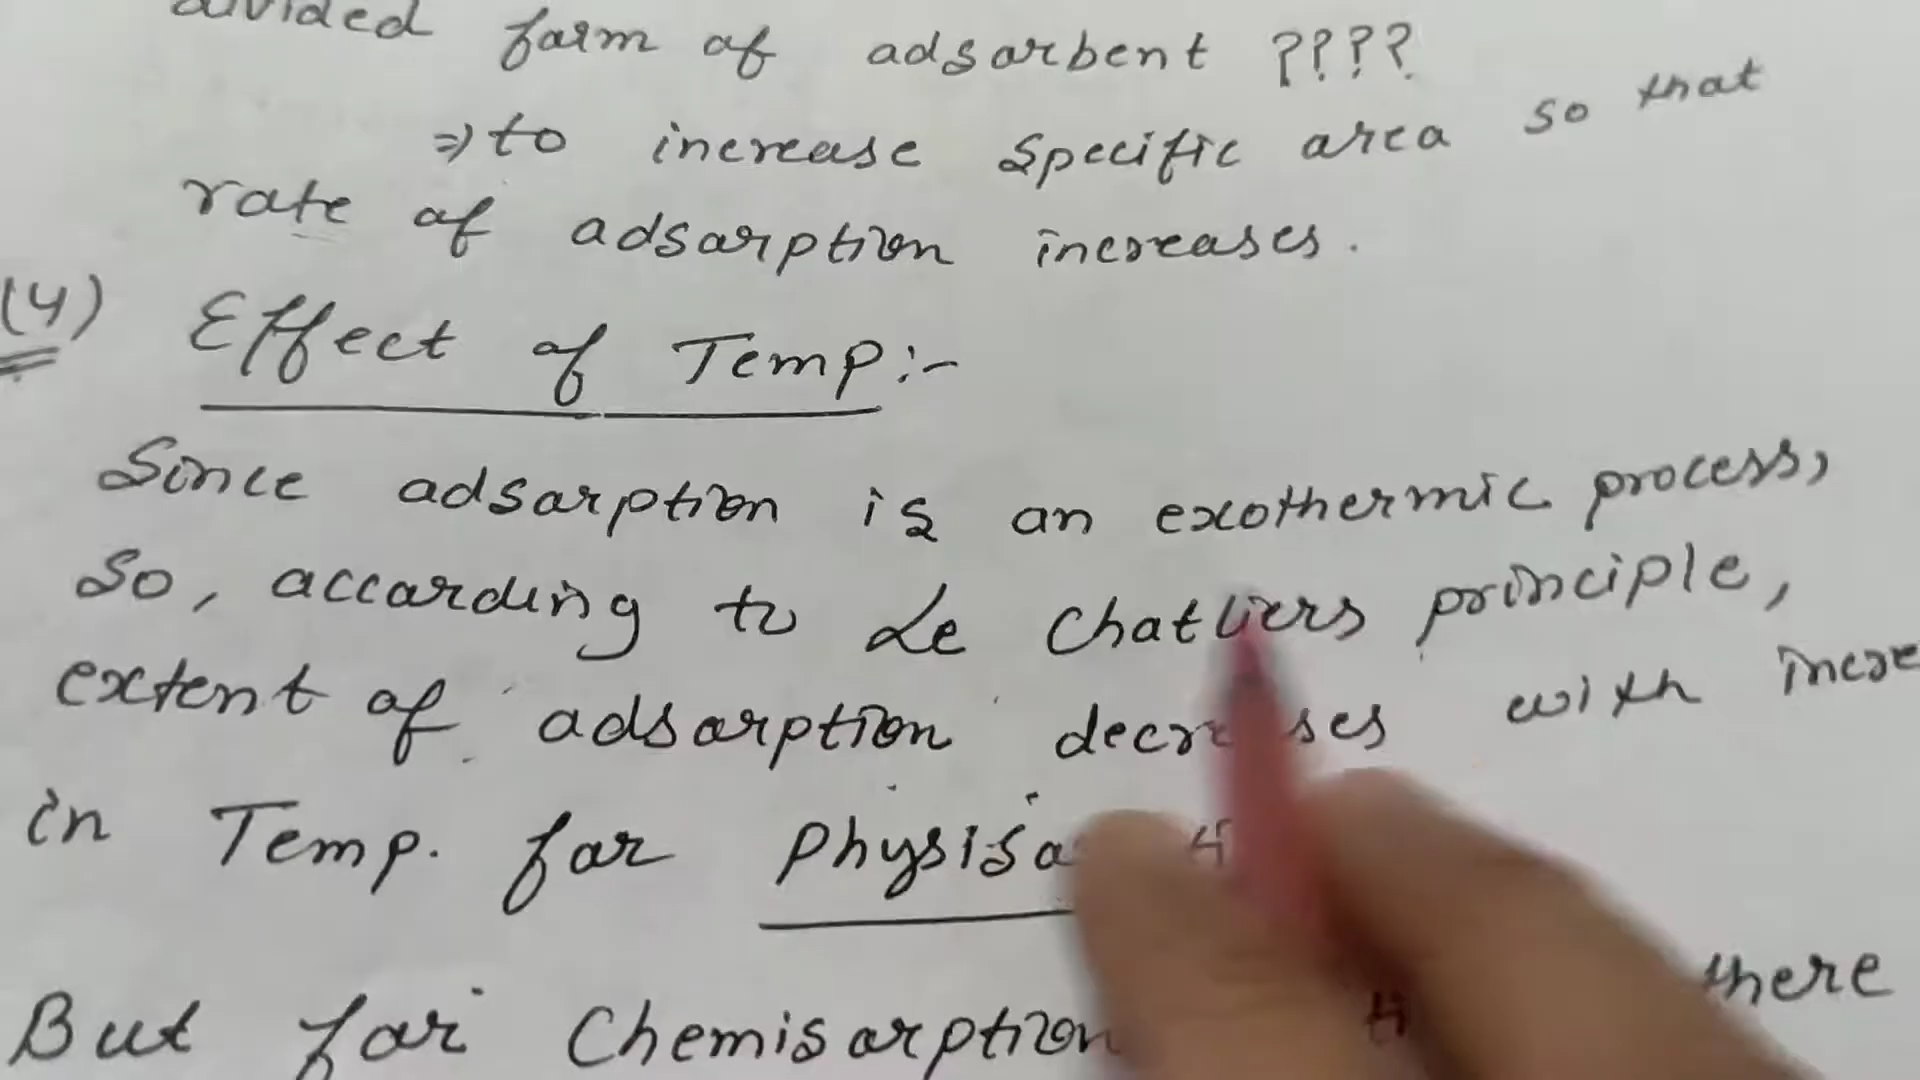 divided form of adsorbent ????
=> to increase specific area so that
rate of adsorption increases.
(4) Effect of Temp:-
Since adsorption is an exothermic process,
So, according to Le Chatliers principle,
extent of adsorption decreases with incre
in Temp. for physiso
But for Chemisorption there